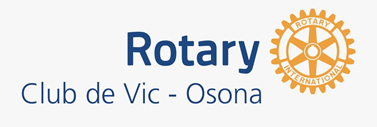 Rotary
Club de Vic - Osona
ROTARY
INTERNATIONAL